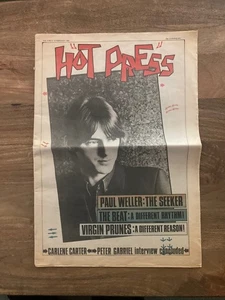 "HOT PRESS"
PAUL WELLER: THE SEEKER
THE BEAT: A DIFFERENT RHYTHM!
VIRGIN PRUNES: A DIFFERENT REASON!
CARLENE CARTER PETER GABRIEL interview concluded